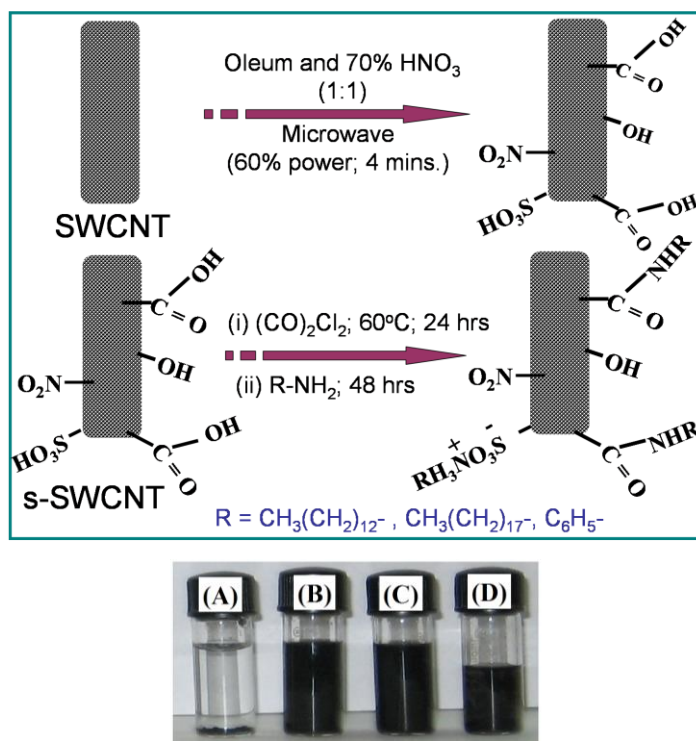 Oleum and 70% HNO₃
(1:1)
Microwave
(60% power; 4 mins.)
SWCNT
OH
C
=
O
OH
O₂N
HO₃S
C
=
O
OH
OH
C
=
O
OH
O₂N
HO₃S
C
=
O
OH
s-SWCNT
(i) (CO)₂Cl₂; 60ºC; 24 hrs
(ii) R-NH₂; 48 hrs
NHR
C
=
O
OH
O₂N
+ -
RH₃NO₃S
C
=
O
NHR
R = CH₃(CH₂)₁₂- , CH₃(CH₂)₁₇-, C₆H₅-
(A) (B) (C) (D)